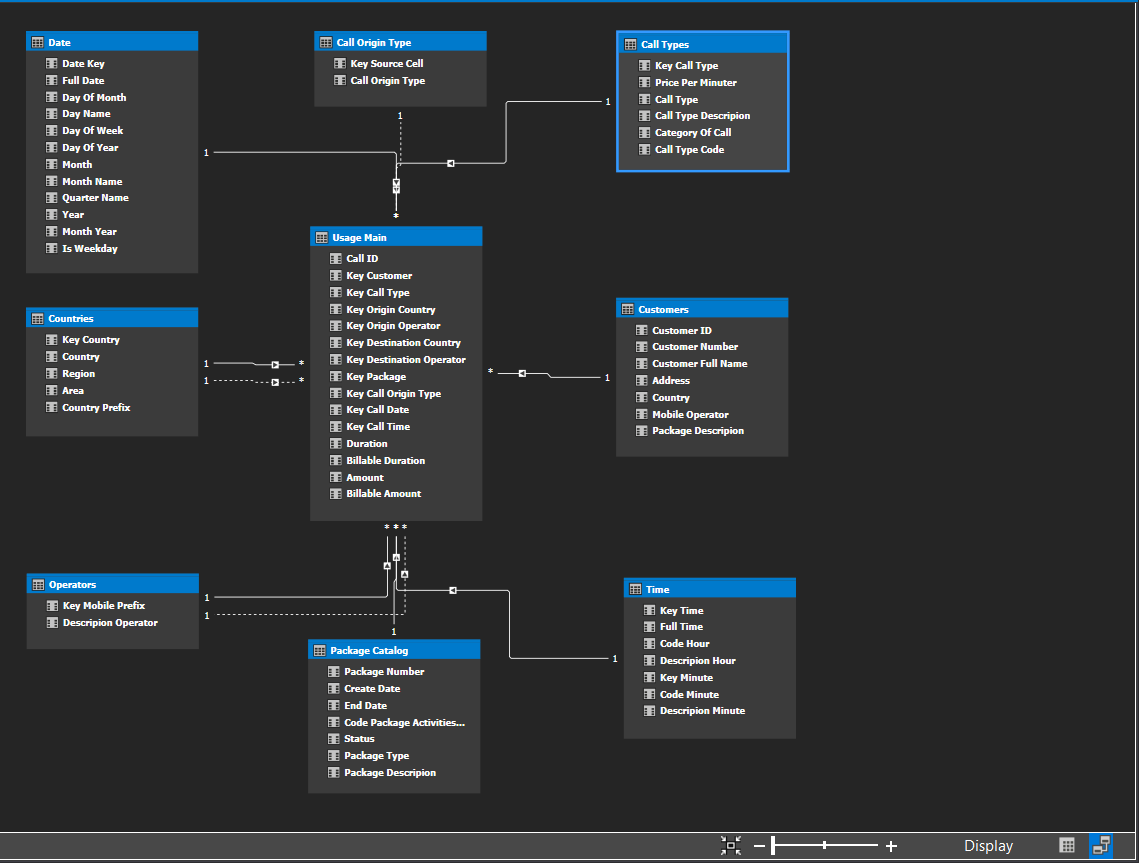 Date
Date Key
Full Date
Day Of Month
Day Name
Day Of Week
Day Of Year
Month
Month Name
Quarter Name
Year
Month Year
Is Weekday
1
Call Origin Type
Key Source Cell
Call Origin Type
1
Call Types
Key Call Type
Price Per Minuter
Call Type
Call Type Descripion
Category Of Call
Call Type Code
1
*
Usage Main
Call ID
Key Customer
Key Call Type
Key Origin Country
Key Origin Operator
Key Destination Country
Key Destination Operator
Key Package
Key Call Origin Type
Key Call Date
Key Call Time
Duration
Billable Duration
Amount
Billable Amount
Countries
Key Country
Country
Region
Area
Country Prefix
1 *
1 *
Customers
Customer ID
Customer Number
Customer Full Name
Address
Country
Mobile Operator
Package Descripion
* 1
* * *
Operators
Key Mobile Prefix
Descripion Operator
1
1
1
Package Catalog
Package Number
Create Date
End Date
Code Package Activities...
Status
Package Type
Package Descripion
Time
Key Time
Full Time
Code Hour
Descripion Hour
Key Minute
Code Minute
Descripion Minute
1
Display